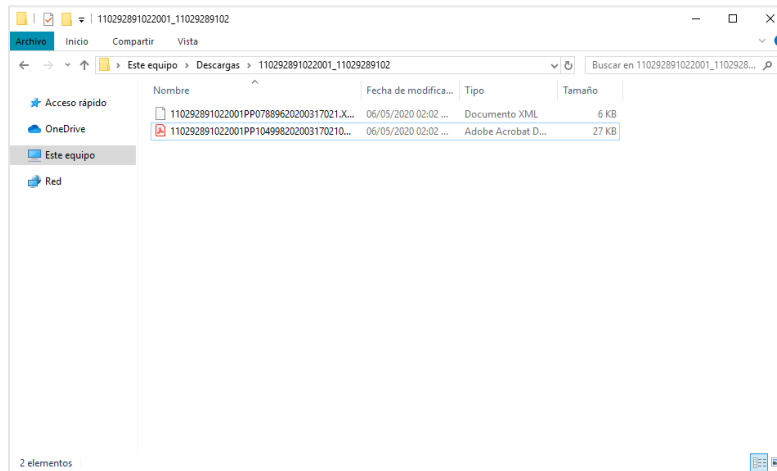 110292891022001_11029289102
Archivo Inicio Compartir Vista
Este equipo > Descargas > 110292891022001_11029289102
Buscar en 110292891022001_1102928...
Nombre Fecha de modifica... Tipo Tamaño
Acceso rápido
110292891022001PP07889620200317021.X... 06/05/2020 02:02 ... Documento XML 6 KB
OneDrive
110292891022001PP104998202003170210... 06/05/2020 02:02 ... Adobe Acrobat D... 27 KB
Este equipo
Red
2 elementos